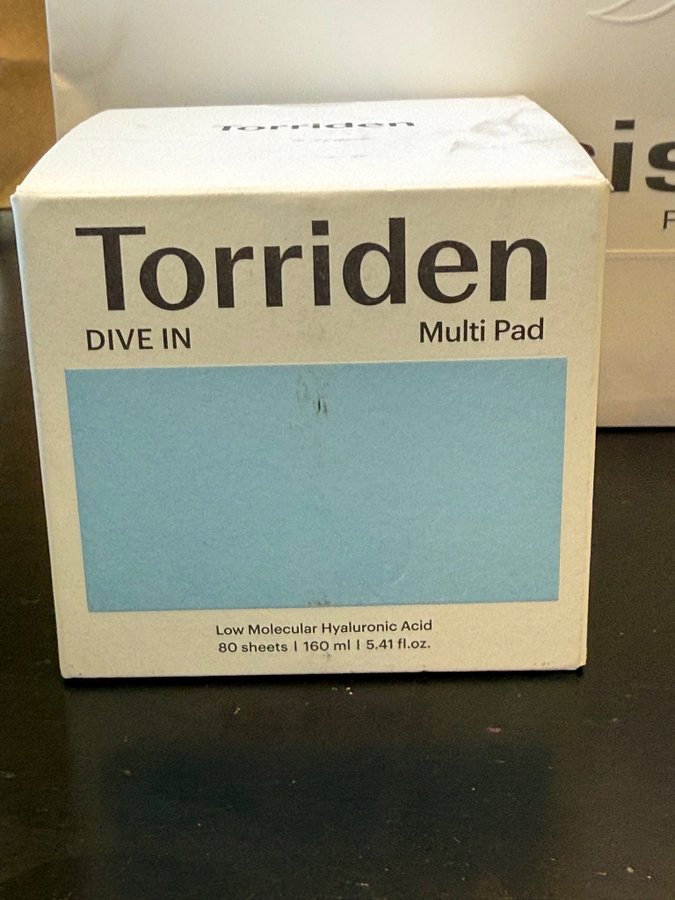 Torriden
Torriden
DIVE IN
Multi Pad
Low Molecular Hyaluronic Acid
80 sheets | 160 ml | 5.41 fl.oz.